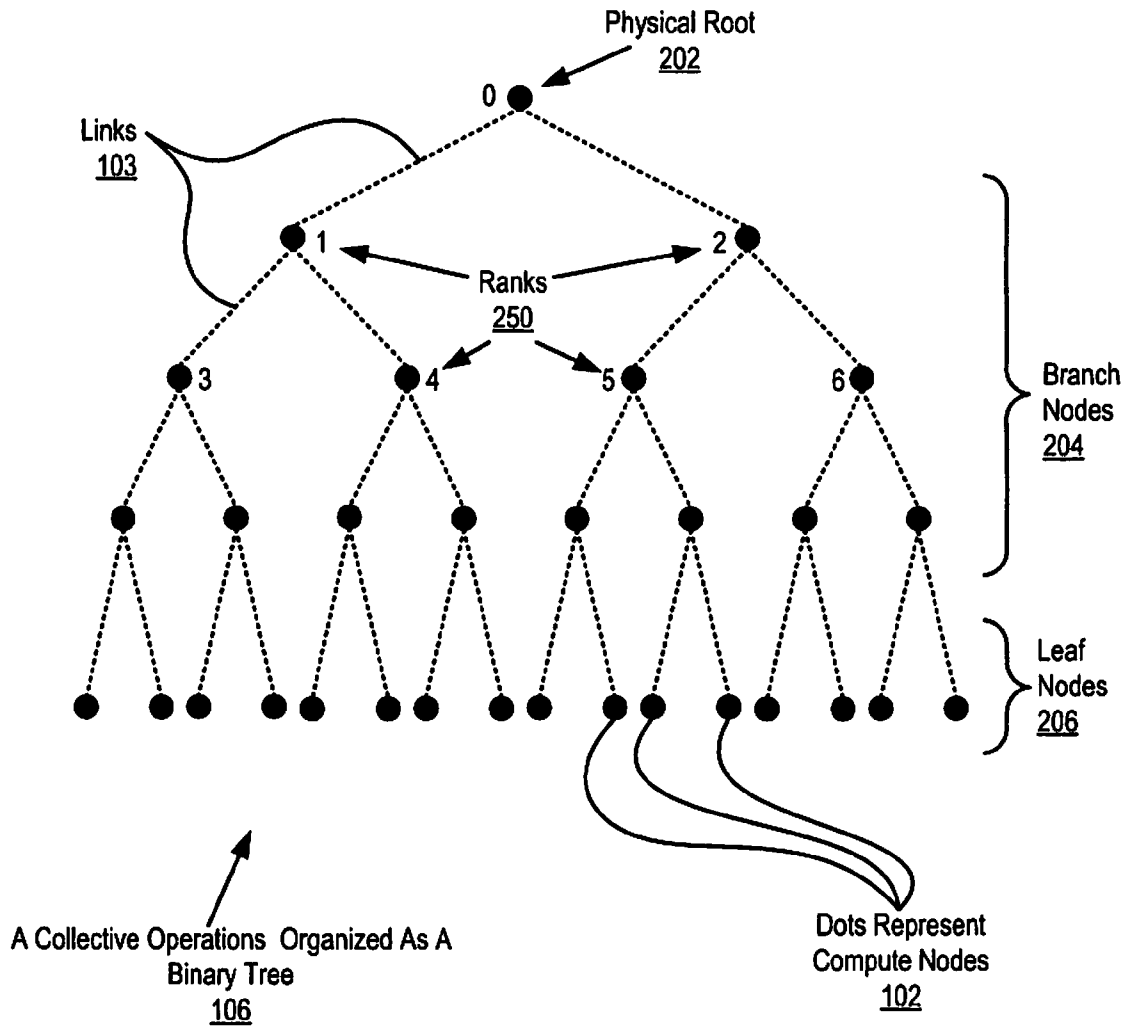 Physical Root
202
0
Links
103
1
2
Ranks
250
3
4
5
6
Branch
Nodes
204
Leaf
Nodes
206
A Collective Operations Organized As A
Binary Tree
106
Dots Represent
Compute Nodes
102